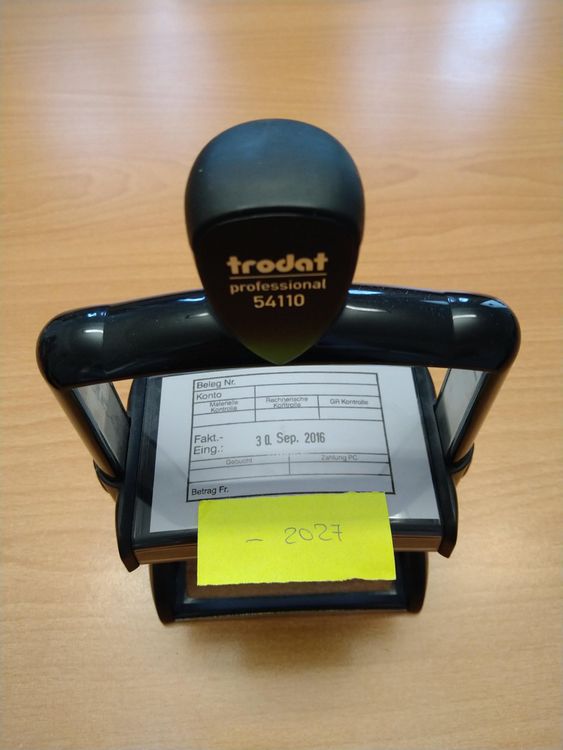 trodat
professional
54110
Beleg Nr.
Konto
Materielle Kontrolle Rechnerische Kontrolle GR Kontrolle
Fakt.-
Eing.: 30. Sep. 2016
Gebucht Zahlung PC
Betrag Fr.
– 2027